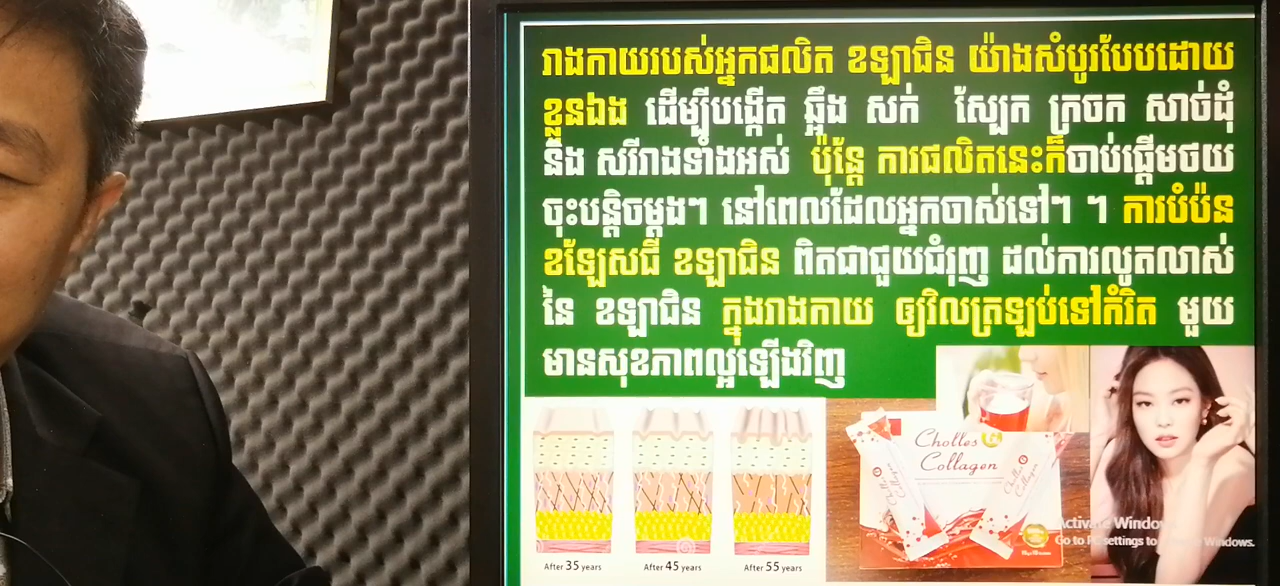 រាងកាយរបស់អ្នកផលិត ខឡាជិន យ៉ាងសំបូរបែបដោយ
ខ្លួនឯង ដើម្បីបង្កើត ឆ្អឹង សក់ ស្បែក ក្រចក សាច់ដុំ
និង សរីរាងទាំងអស់ ប៉ុន្តែ ការផលិតនេះក៏ចាប់ផ្តើមថយ
ចុះបន្តិចម្តងៗ នៅពេលដែលអ្នកចាស់ទៅៗ ។ ការបំប៉ន
ខឡែសជី ខឡាជិន ពិតជាជួយជំរុញ ដល់ការលូតលាស់
នៃ ខឡាជិន ក្នុងរាងកាយ ឲ្យវិលត្រឡប់ទៅកំរិត មួយ
មានសុខភាពល្អឡើងវិញ
Cholles
Collagen
Cholles
Collagen
After 35 years
After 45 years
After 55 years
Activate Windows
Go to PC settings to Activate Windows.